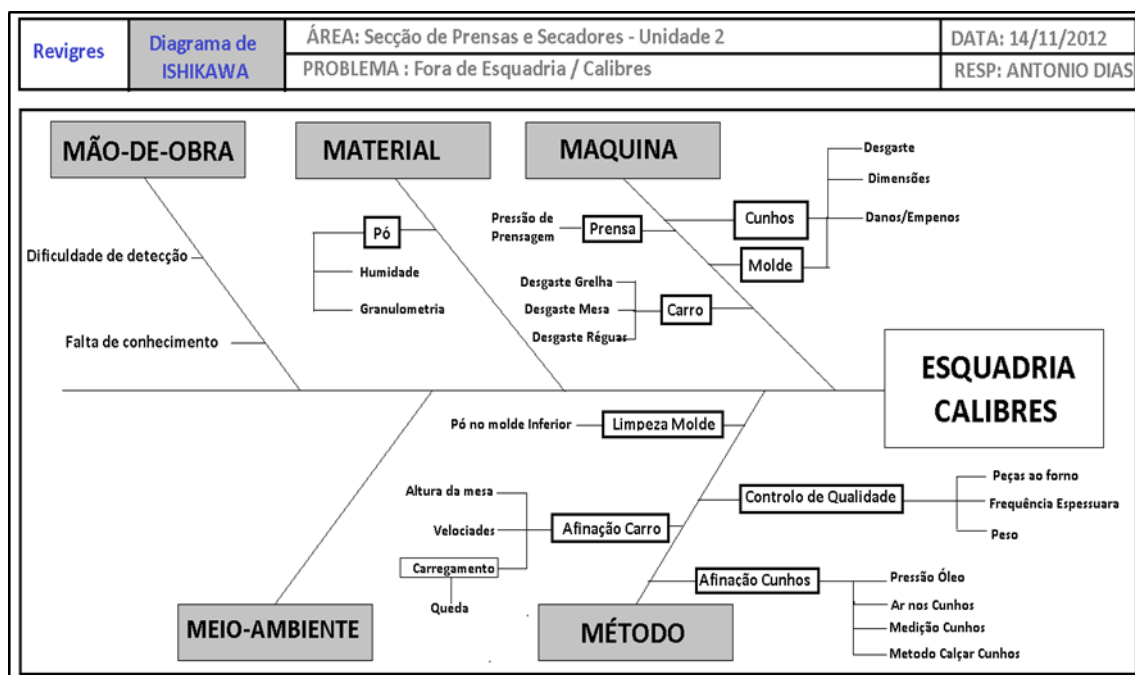 Revigres
Diagrama de
ISHIKAWA
ÁREA: Secção de Prensas e Secadores - Unidade 2
DATA: 14/11/2012
PROBLEMA : Fora de Esquadria / Calibres
RESP: ANTONIO DIAS
MÃO-DE-OBRA
MATERIAL
MAQUINA
Desgaste
Dimensões
Danos/Empenos
Cunhos
Molde
Pressão de
Prensagem
Prensa
Pó
Humidade
Granulometria
Dificuldade de detecção
Falta de conhecimento
Desgaste Grelha
Desgaste Mesa
Desgaste Réguas
Carro
ESQUADRIA
CALIBRES
Pó no molde Inferior
Limpeza Molde
Altura da mesa
Velociades
Carregamento
Queda
Afinação Carro
Controlo de Qualidade
Peças ao forno
Frequência Espessuara
Peso
Afinação Cunhos
Pressão Óleo
Ar nos Cunhos
Medição Cunhos
Metodo Calçar Cunhos
MEIO-AMBIENTE
MÉTODO